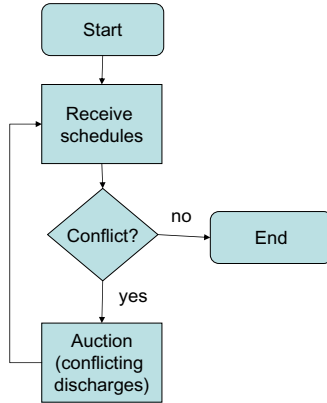 Start
Receive
schedules
Conflict?
no
End
yes
Auction
(conflicting
discharges)